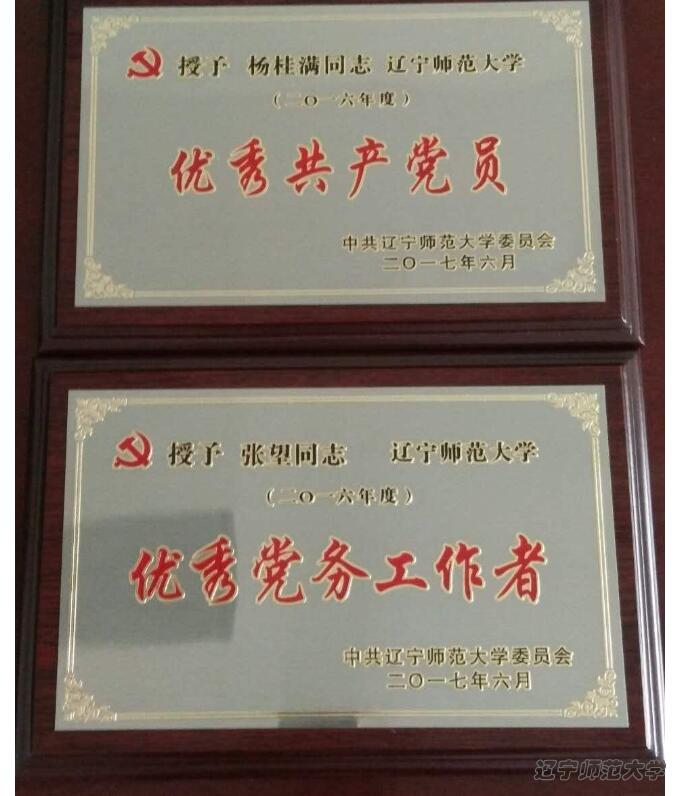 授予 杨桂满同志 辽宁师范大学
（二〇一六年度）
优秀共产党员
中共辽宁师范大学委员会
二〇一七年六月
授予 张望同志 辽宁师范大学
（二〇一六年度）
优秀党务工作者
中共辽宁师范大学委员会
二〇一七年六月
辽宁师范大学